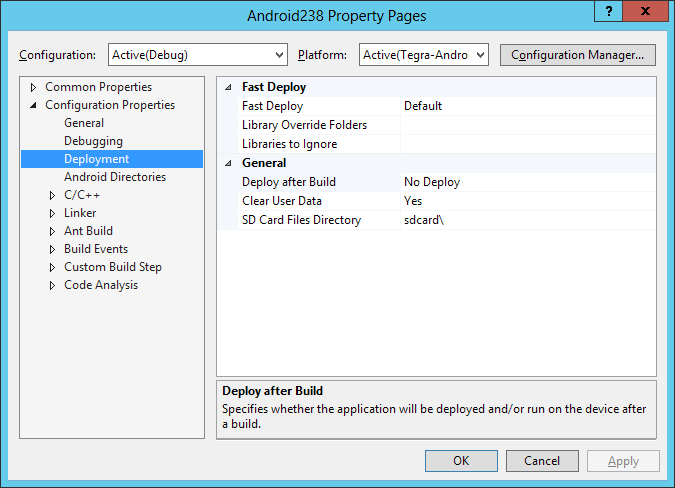 Android238 Property Pages
? X
Configuration: Active(Debug) Platform: Active(Tegra-Andro Configuration Manager...
Common Properties
Configuration Properties
General
Debugging
Deployment
Android Directories
C/C++
Linker
Ant Build
Build Events
Custom Build Step
Code Analysis
Fast Deploy
Fast Deploy Default
Library Override Folders
Libraries to Ignore
General
Deploy after Build No Deploy
Clear User Data Yes
SD Card Files Directory sdcard\
Deploy after Build
Specifies whether the application will be deployed and/or run on the device after
a build.
OK Cancel Apply